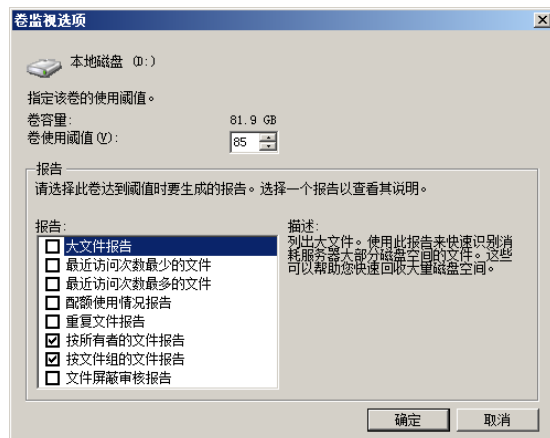 卷监视选项
本地磁盘 (D:)
指定该卷的使用阈值。
卷容量: 81.9 GB
卷使用阈值(V): 85
报告
请选择此卷达到阈值时要生成的报告。选择一个报告以查看其说明。
报告:
大文件报告
最近访问次数最少的文件
最近访问次数最多的文件
配额使用情况报告
重复文件报告
按所有者的文件报告
按文件组的文件报告
文件屏蔽审核报告
描述:
列出大文件。使用此报告来快速识别消
耗服务器大部分磁盘空间的文件。这些
可以帮助您快速回收大量磁盘空间。
确定
取消